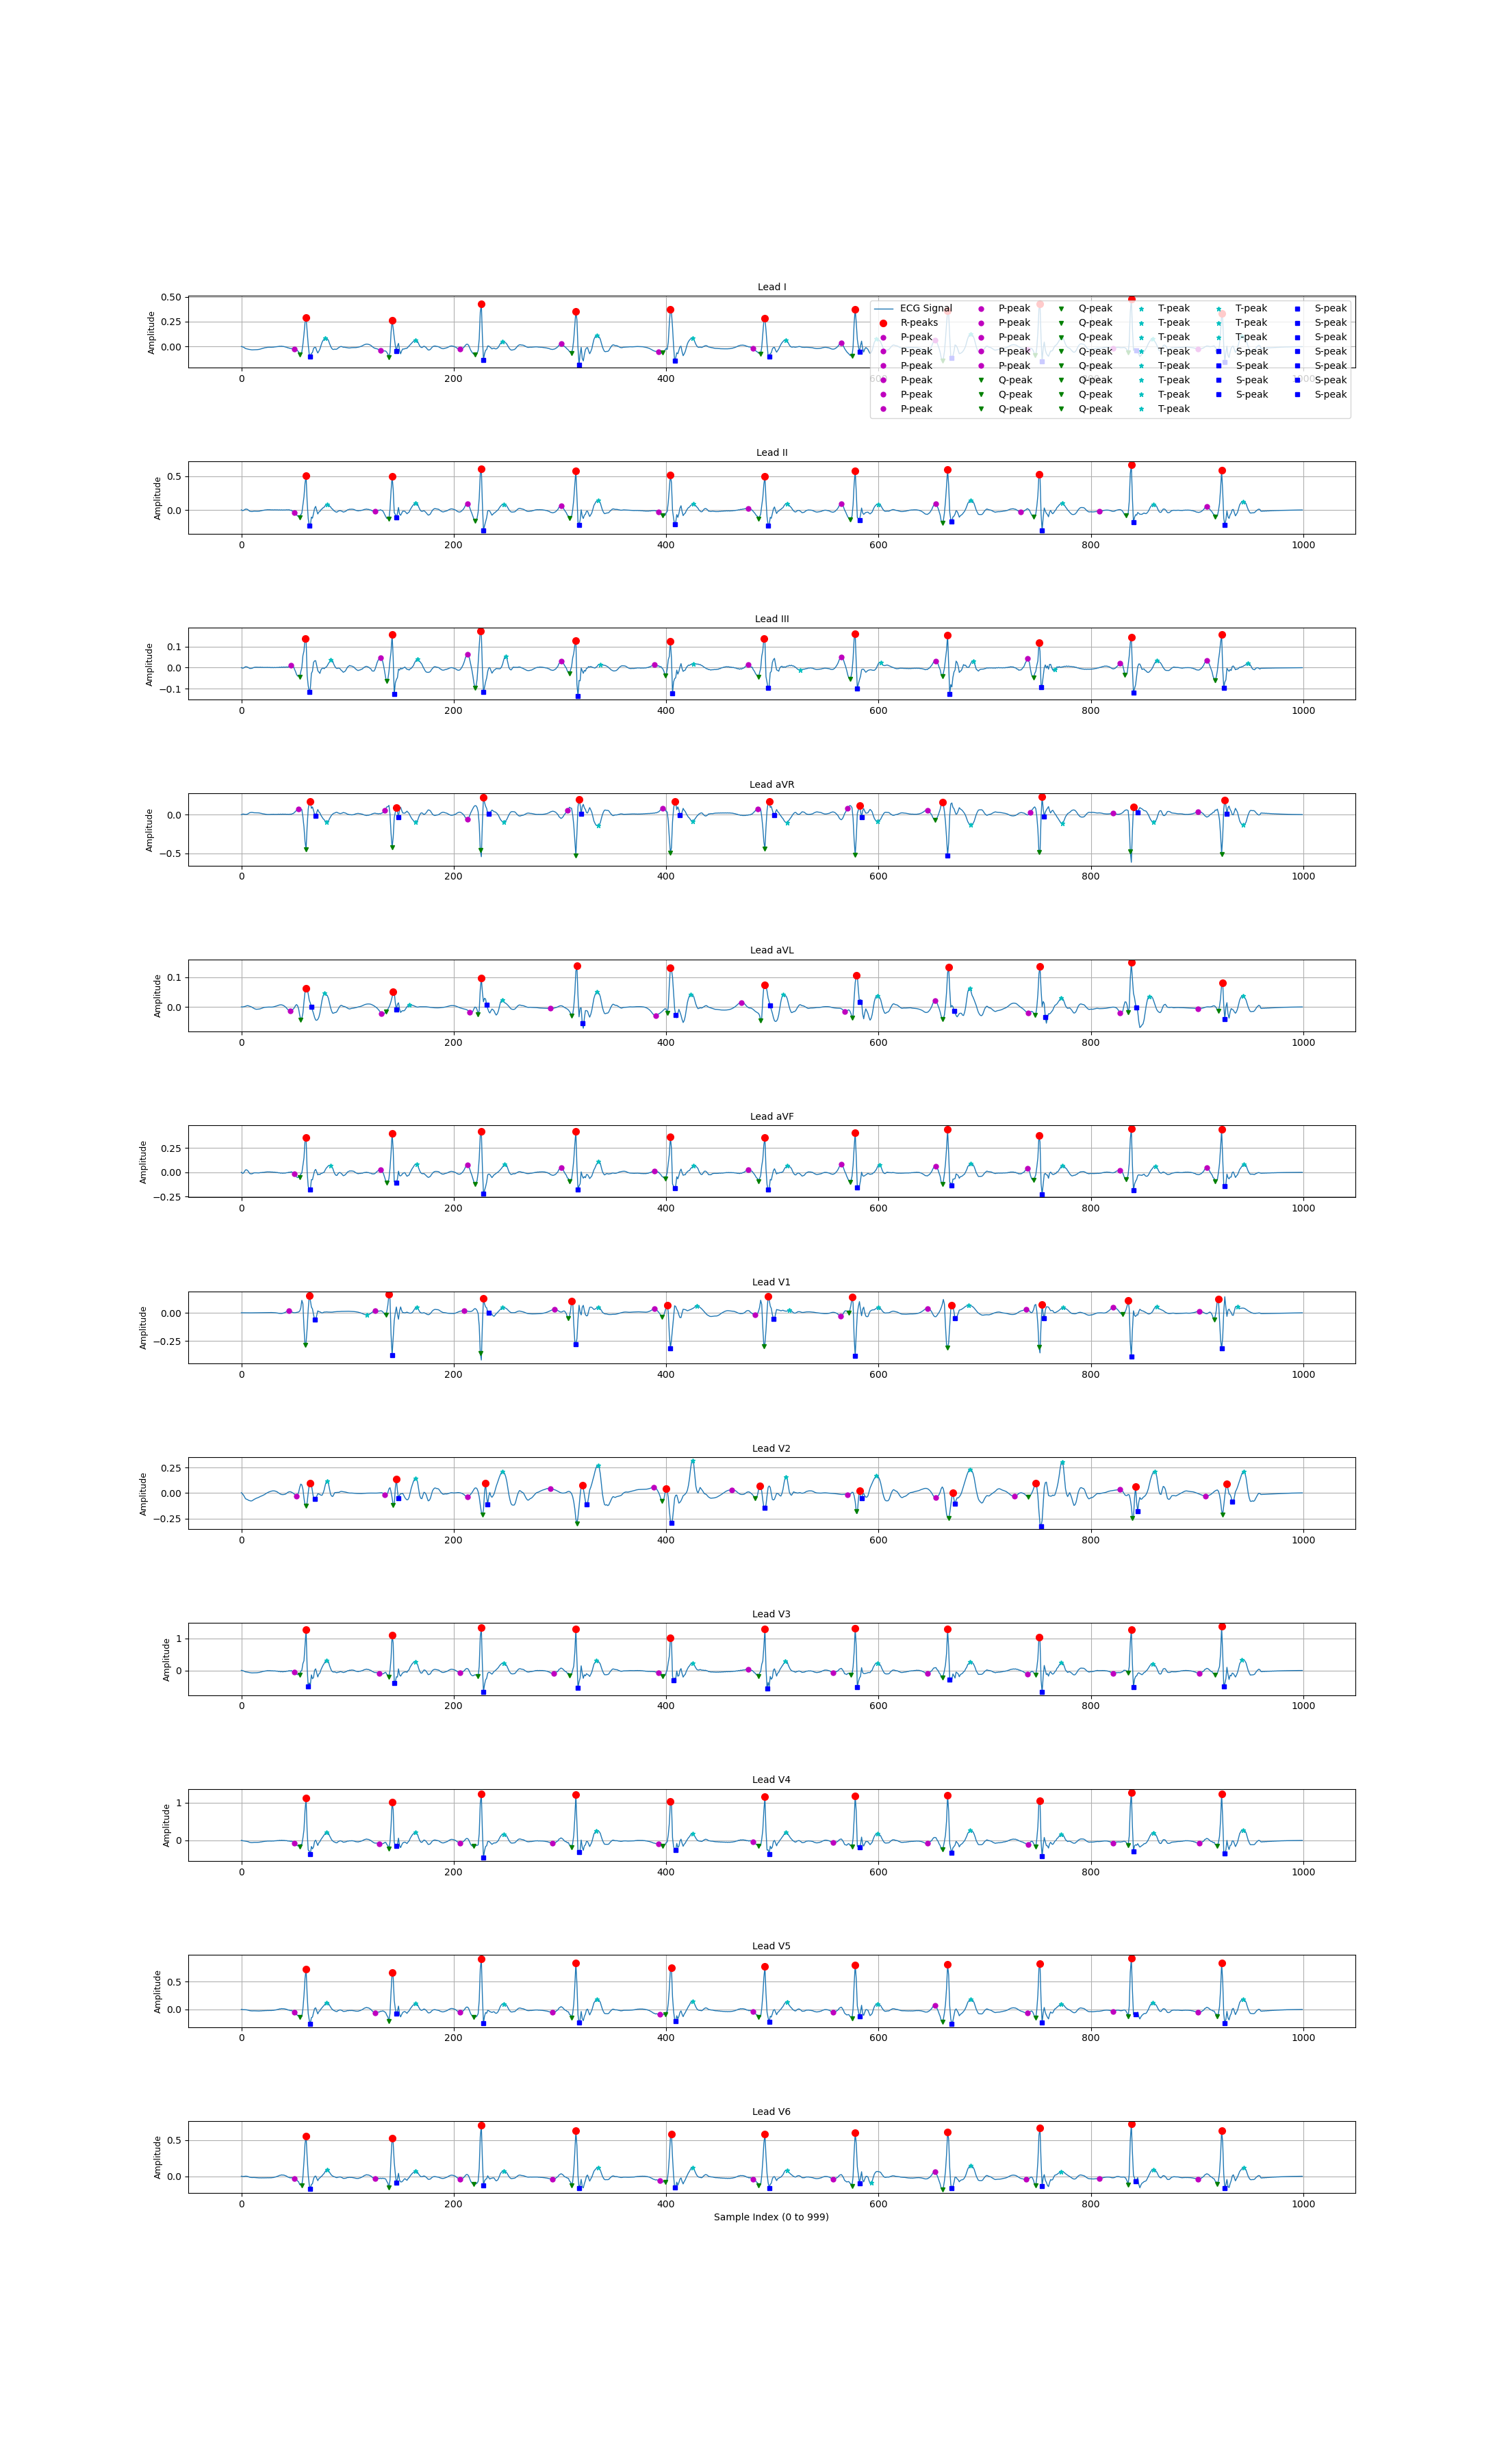 Lead I
0.50
0.25
0.00
Amplitude
ECG Signal P-peak Q-peak T-peak T-peak S-peak
R-peaks P-peak Q-peak T-peak T-peak S-peak
P-peak P-peak Q-peak T-peak T-peak S-peak
P-peak P-peak Q-peak T-peak S-peak S-peak
P-peak P-peak Q-peak T-peak S-peak S-peak
P-peak Q-peak Q-peak T-peak S-peak S-peak
P-peak Q-peak Q-peak T-peak S-peak S-peak
P-peak Q-peak Q-peak T-peak
0 200 400 600 1000
Lead II
0.5
0.0
Amplitude
0 200 400 600 800 1000
Lead III
0.1
0.0
−0.1
Amplitude
0 200 400 600 800 1000
Lead aVR
0.0
−0.5
Amplitude
0 200 400 600 800 1000
Lead aVL
0.1
0.0
Amplitude
0 200 400 600 800 1000
Lead aVF
0.25
0.00
−0.25
Amplitude
0 200 400 600 800 1000
Lead V1
0.00
−0.25
Amplitude
0 200 400 600 800 1000
Lead V2
0.25
0.00
−0.25
Amplitude
0 200 400 600 800 1000
Lead V3
1
0
Amplitude
0 200 400 600 800 1000
Lead V4
1
0
Amplitude
0 200 400 600 800 1000
Lead V5
0.5
0.0
Amplitude
0 200 400 600 800 1000
Lead V6
0.5
0.0
Amplitude
0 200 400 600 800 1000
Sample Index (0 to 999)